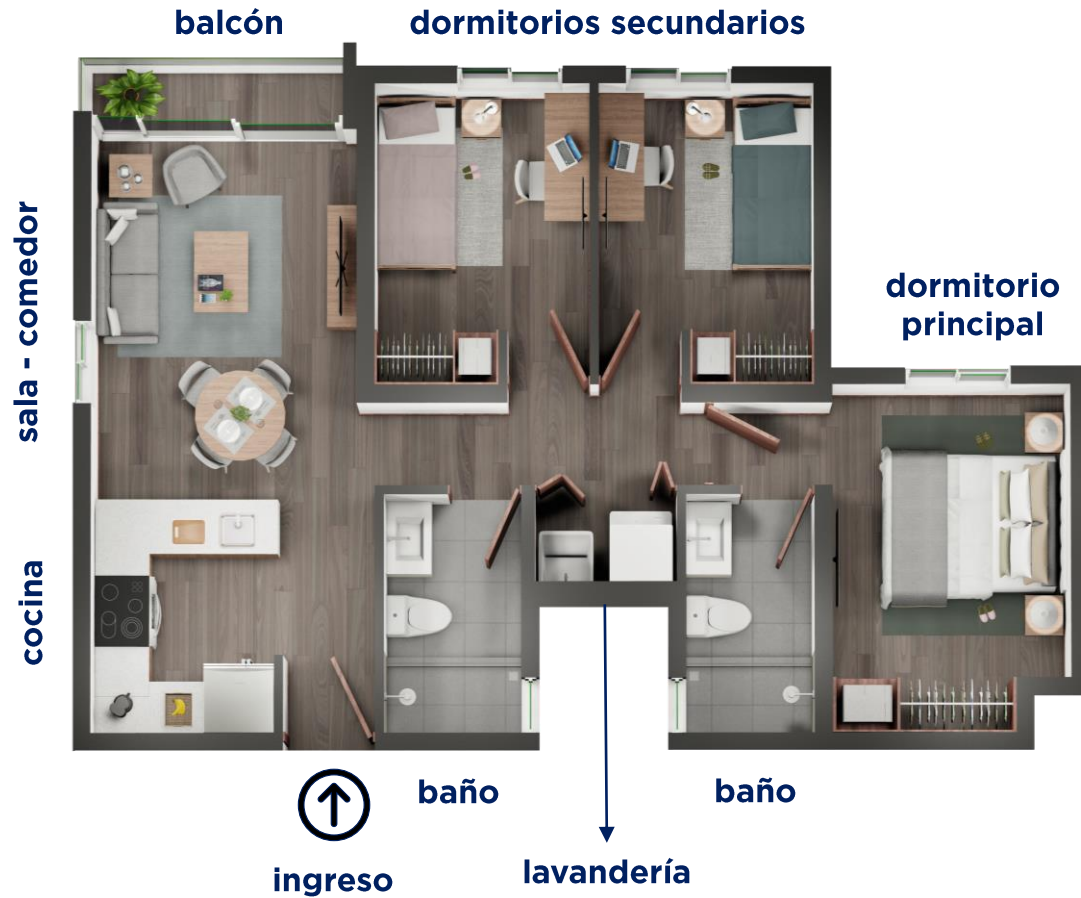 balcón
dormitorios secundarios
sala - comedor
dormitorio
principal
cocina
baño
baño
ingreso
lavandería